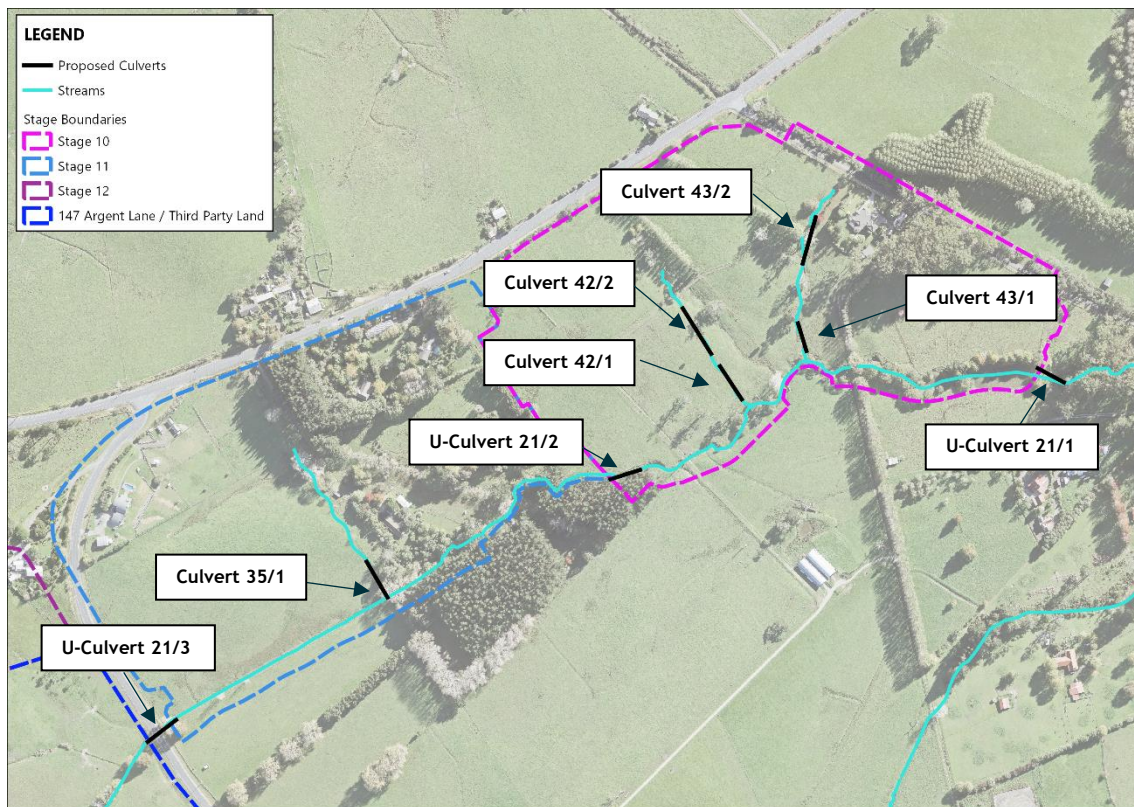 LEGEND
Proposed Culverts
Streams
Stage Boundaries
Stage 10
Stage 11
Stage 12
147 Argent Lane / Third Party Land
Culvert 43/2
Culvert 42/2
Culvert 43/1
Culvert 42/1
U-Culvert 21/2
U-Culvert 21/1
Culvert 35/1
U-Culvert 21/3